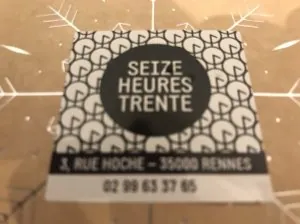 SEIZE
HEURES
TRENTE
3, RUE HOCHE – 35000 RENNES
02 99 63 37 65